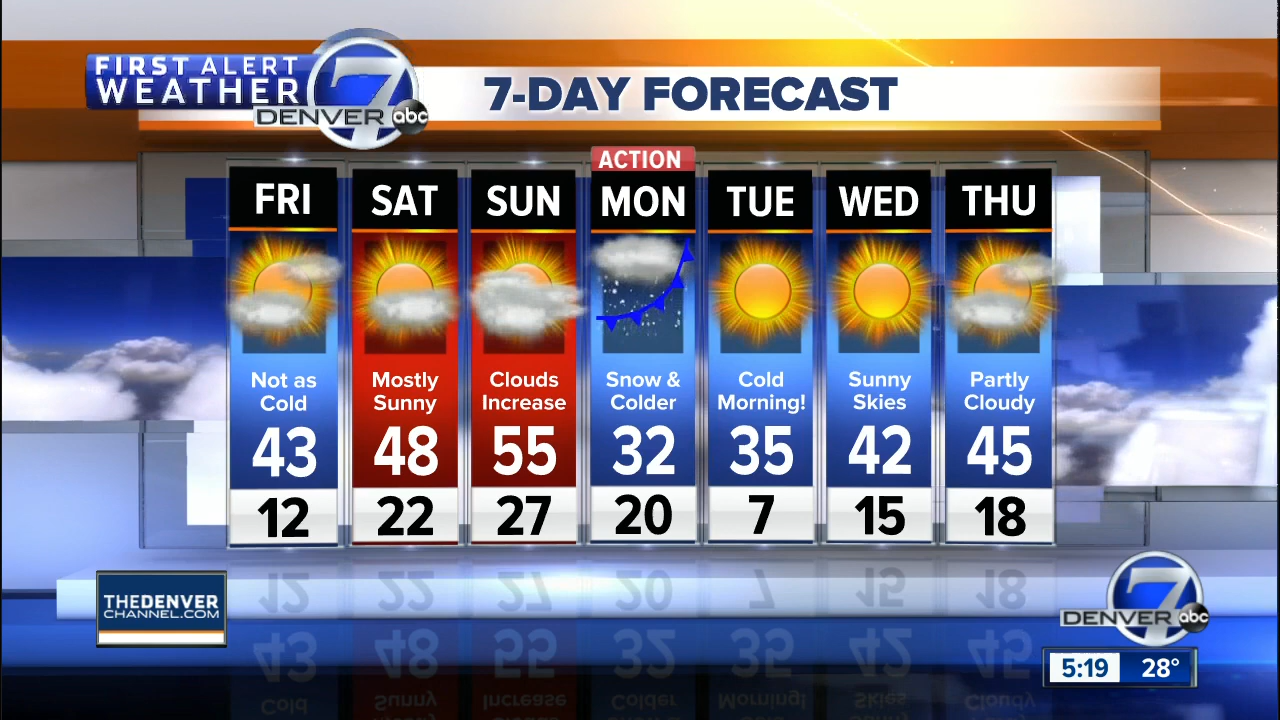 FIRST ALERT
WEATHER
7
DENVER abc
7-DAY FORECAST
ACTION
FRI SAT SUN MON TUE WED THU
Not as Mostly Clouds Snow & Cold Sunny Partly
Cold Sunny Increase Colder Morning! Skies Cloudy
43 48 55 32 35 42 45
12 22 27 20 7 15 18
THEDENVER
CHANNEL.COM
7
DENVER abc
5:19 28°